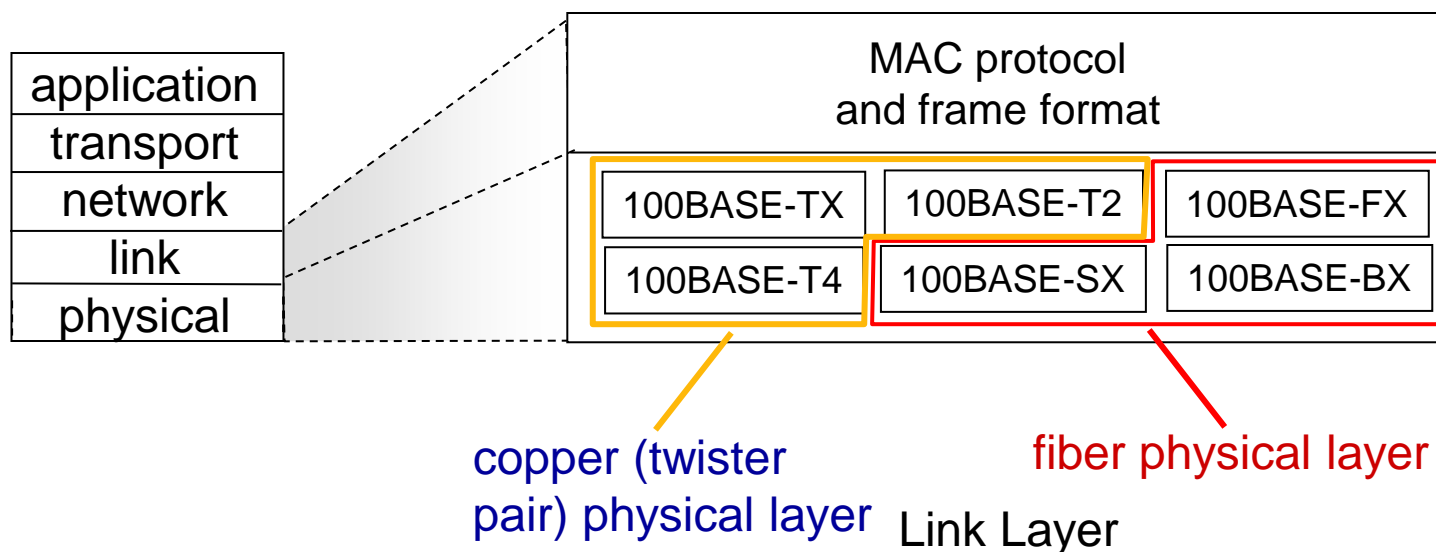 application
transport
network
link
physical
MAC protocol
and frame format
100BASE-TX
100BASE-T2
100BASE-FX
100BASE-T4
100BASE-SX
100BASE-BX
copper (twister
pair) physical layer
fiber physical layer
Link Layer